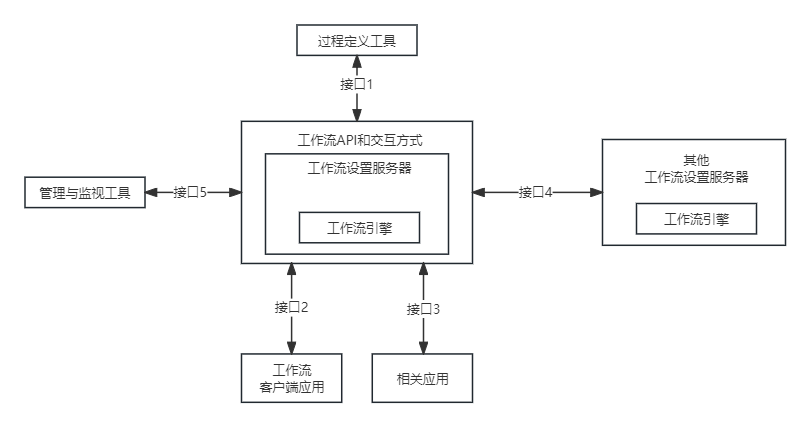 过程定义工具
接口1
工作流API和交互方式
工作流设置服务器
工作流引擎
管理与监视工具
接口5
接口4
其他
工作流设置服务器
工作流引擎
接口2
接口3
工作流
客户端应用
相关应用